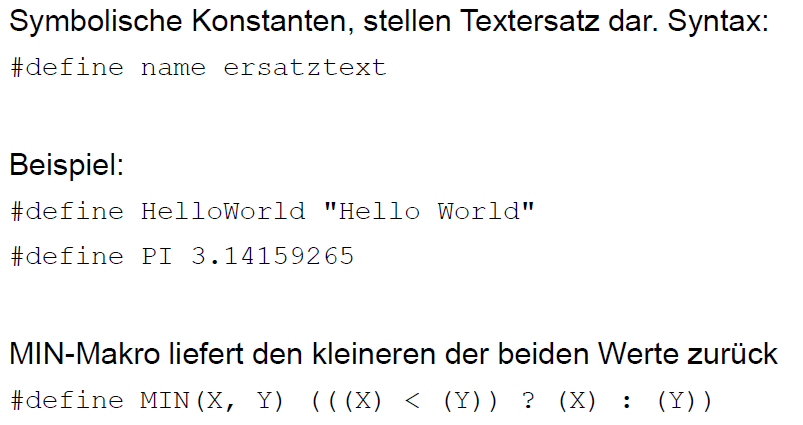 Symbolische Konstanten, stellen Textersatz dar. Syntax:
#define name ersatztext
Beispiel:
#define HelloWorld "Hello World"
#define PI 3.14159265
MIN-Makro liefert den kleineren der beiden Werte zurück
#define MIN(X, Y) (((X) < (Y)) ? (X) : (Y))